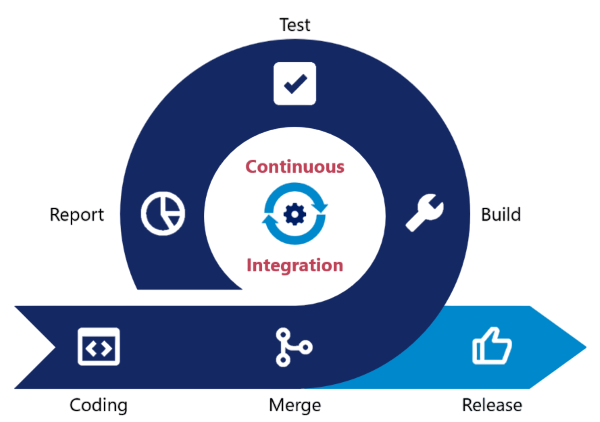 Test
Continuous
Report
Build
Integration
Coding
Merge
Release